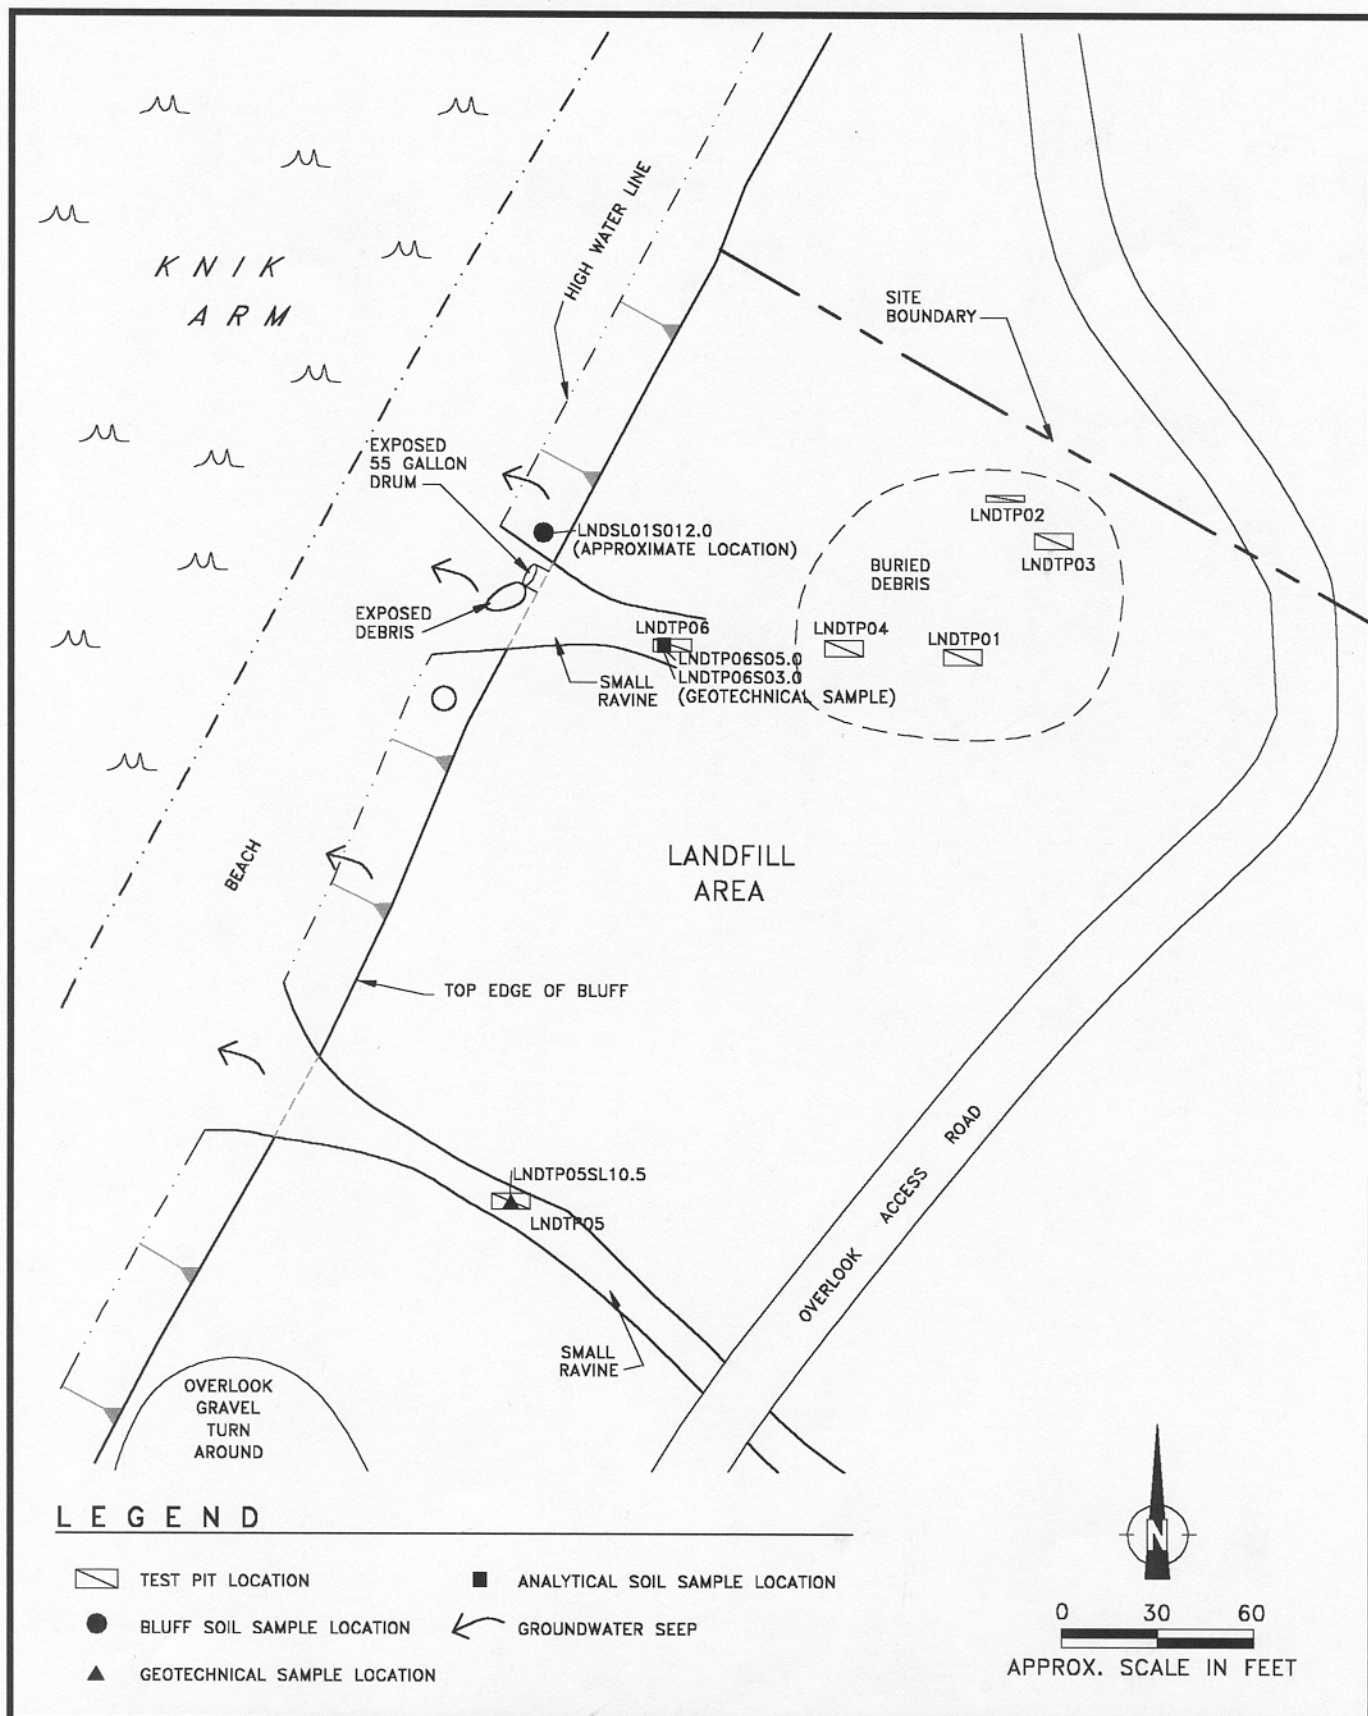 KNIK
ARM
HIGH WATER LINE
SITE
BOUNDARY
EXPOSED
55 GALLON
DRUM
LNDSL01S012.0
(APPROXIMATE LOCATION)
LNDTP02
LNDTP03
BURIED
DEBRIS
EXPOSED
DEBRIS
LNDTP06
LNDTP04
LNDTP01
LNDTP06S05.0
LNDTP06S03.0
(GEOTECHNICAL SAMPLE)
SMALL
RAVINE
BEACH
LANDFILL
AREA
TOP EDGE OF BLUFF
LNDTP05SL10.5
LNDTP05
OVERLOOK ACCESS ROAD
SMALL
RAVINE
OVERLOOK
GRAVEL
TURN
AROUND
LEGEND
TEST PIT LOCATION
ANALYTICAL SOIL SAMPLE LOCATION
BLUFF SOIL SAMPLE LOCATION
GROUNDWATER SEEP
GEOTECHNICAL SAMPLE LOCATION
N
0 30 60
APPROX. SCALE IN FEET